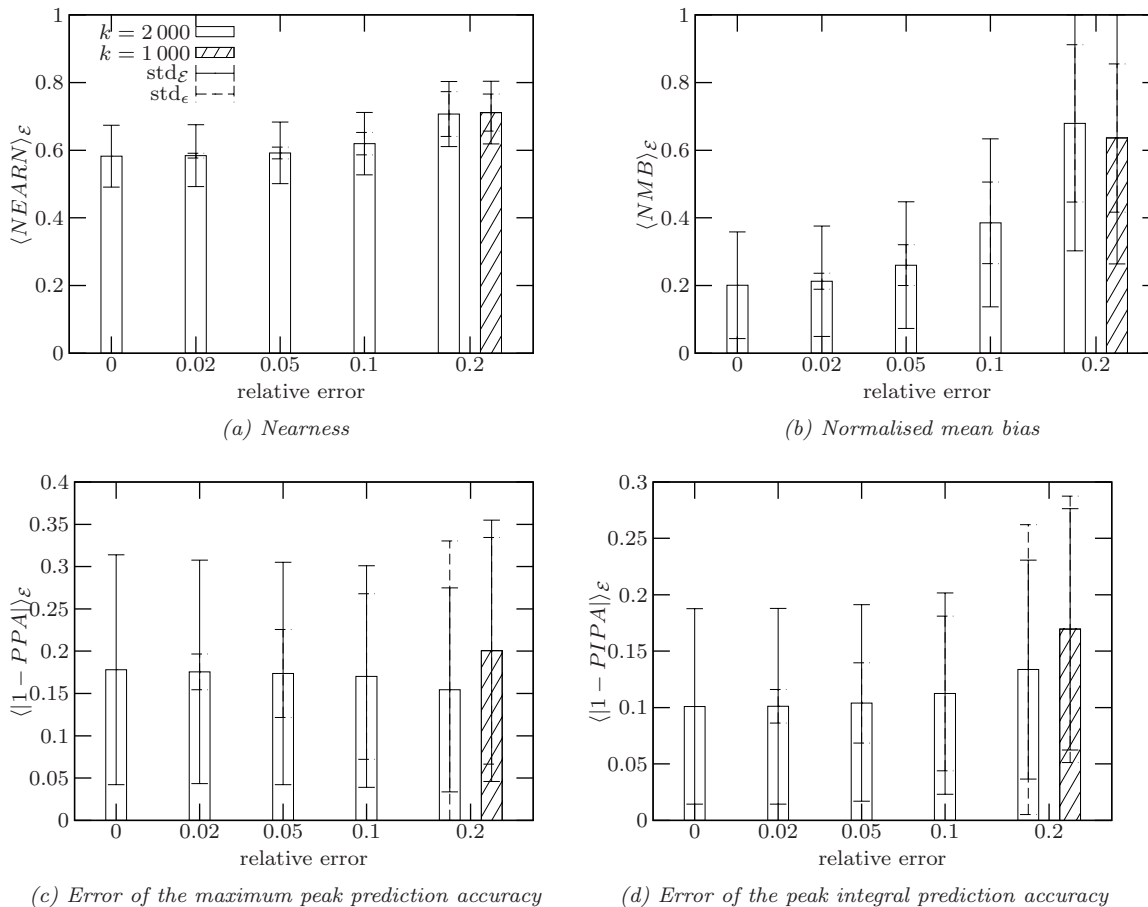 1
0.8
0.6
0.4
0.2
0
⟨NEARN⟩ℰ
k = 2 000
k = 1 000
stdℰ
stdϵ
0 0.02 0.05 0.1 0.2
relative error
(a) Nearness
1
0.8
0.6
0.4
0.2
0
⟨NMB⟩ℰ
0 0.02 0.05 0.1 0.2
relative error
(b) Normalised mean bias
0.4
0.35
0.3
0.25
0.2
0.15
0.1
0.05
0
⟨|1 − PPA|⟩ℰ
0 0.02 0.05 0.1 0.2
relative error
(c) Error of the maximum peak prediction accuracy
0.3
0.25
0.2
0.15
0.1
0.05
0
⟨|1 − PIPA|⟩ℰ
0 0.02 0.05 0.1 0.2
relative error
(d) Error of the peak integral prediction accuracy